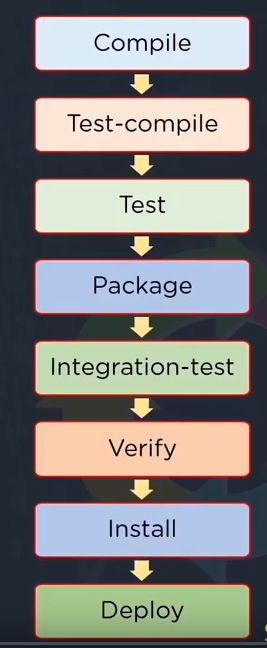 Compile
Test-compile
Test
Package
Integration-test
Verify
Install
Deploy